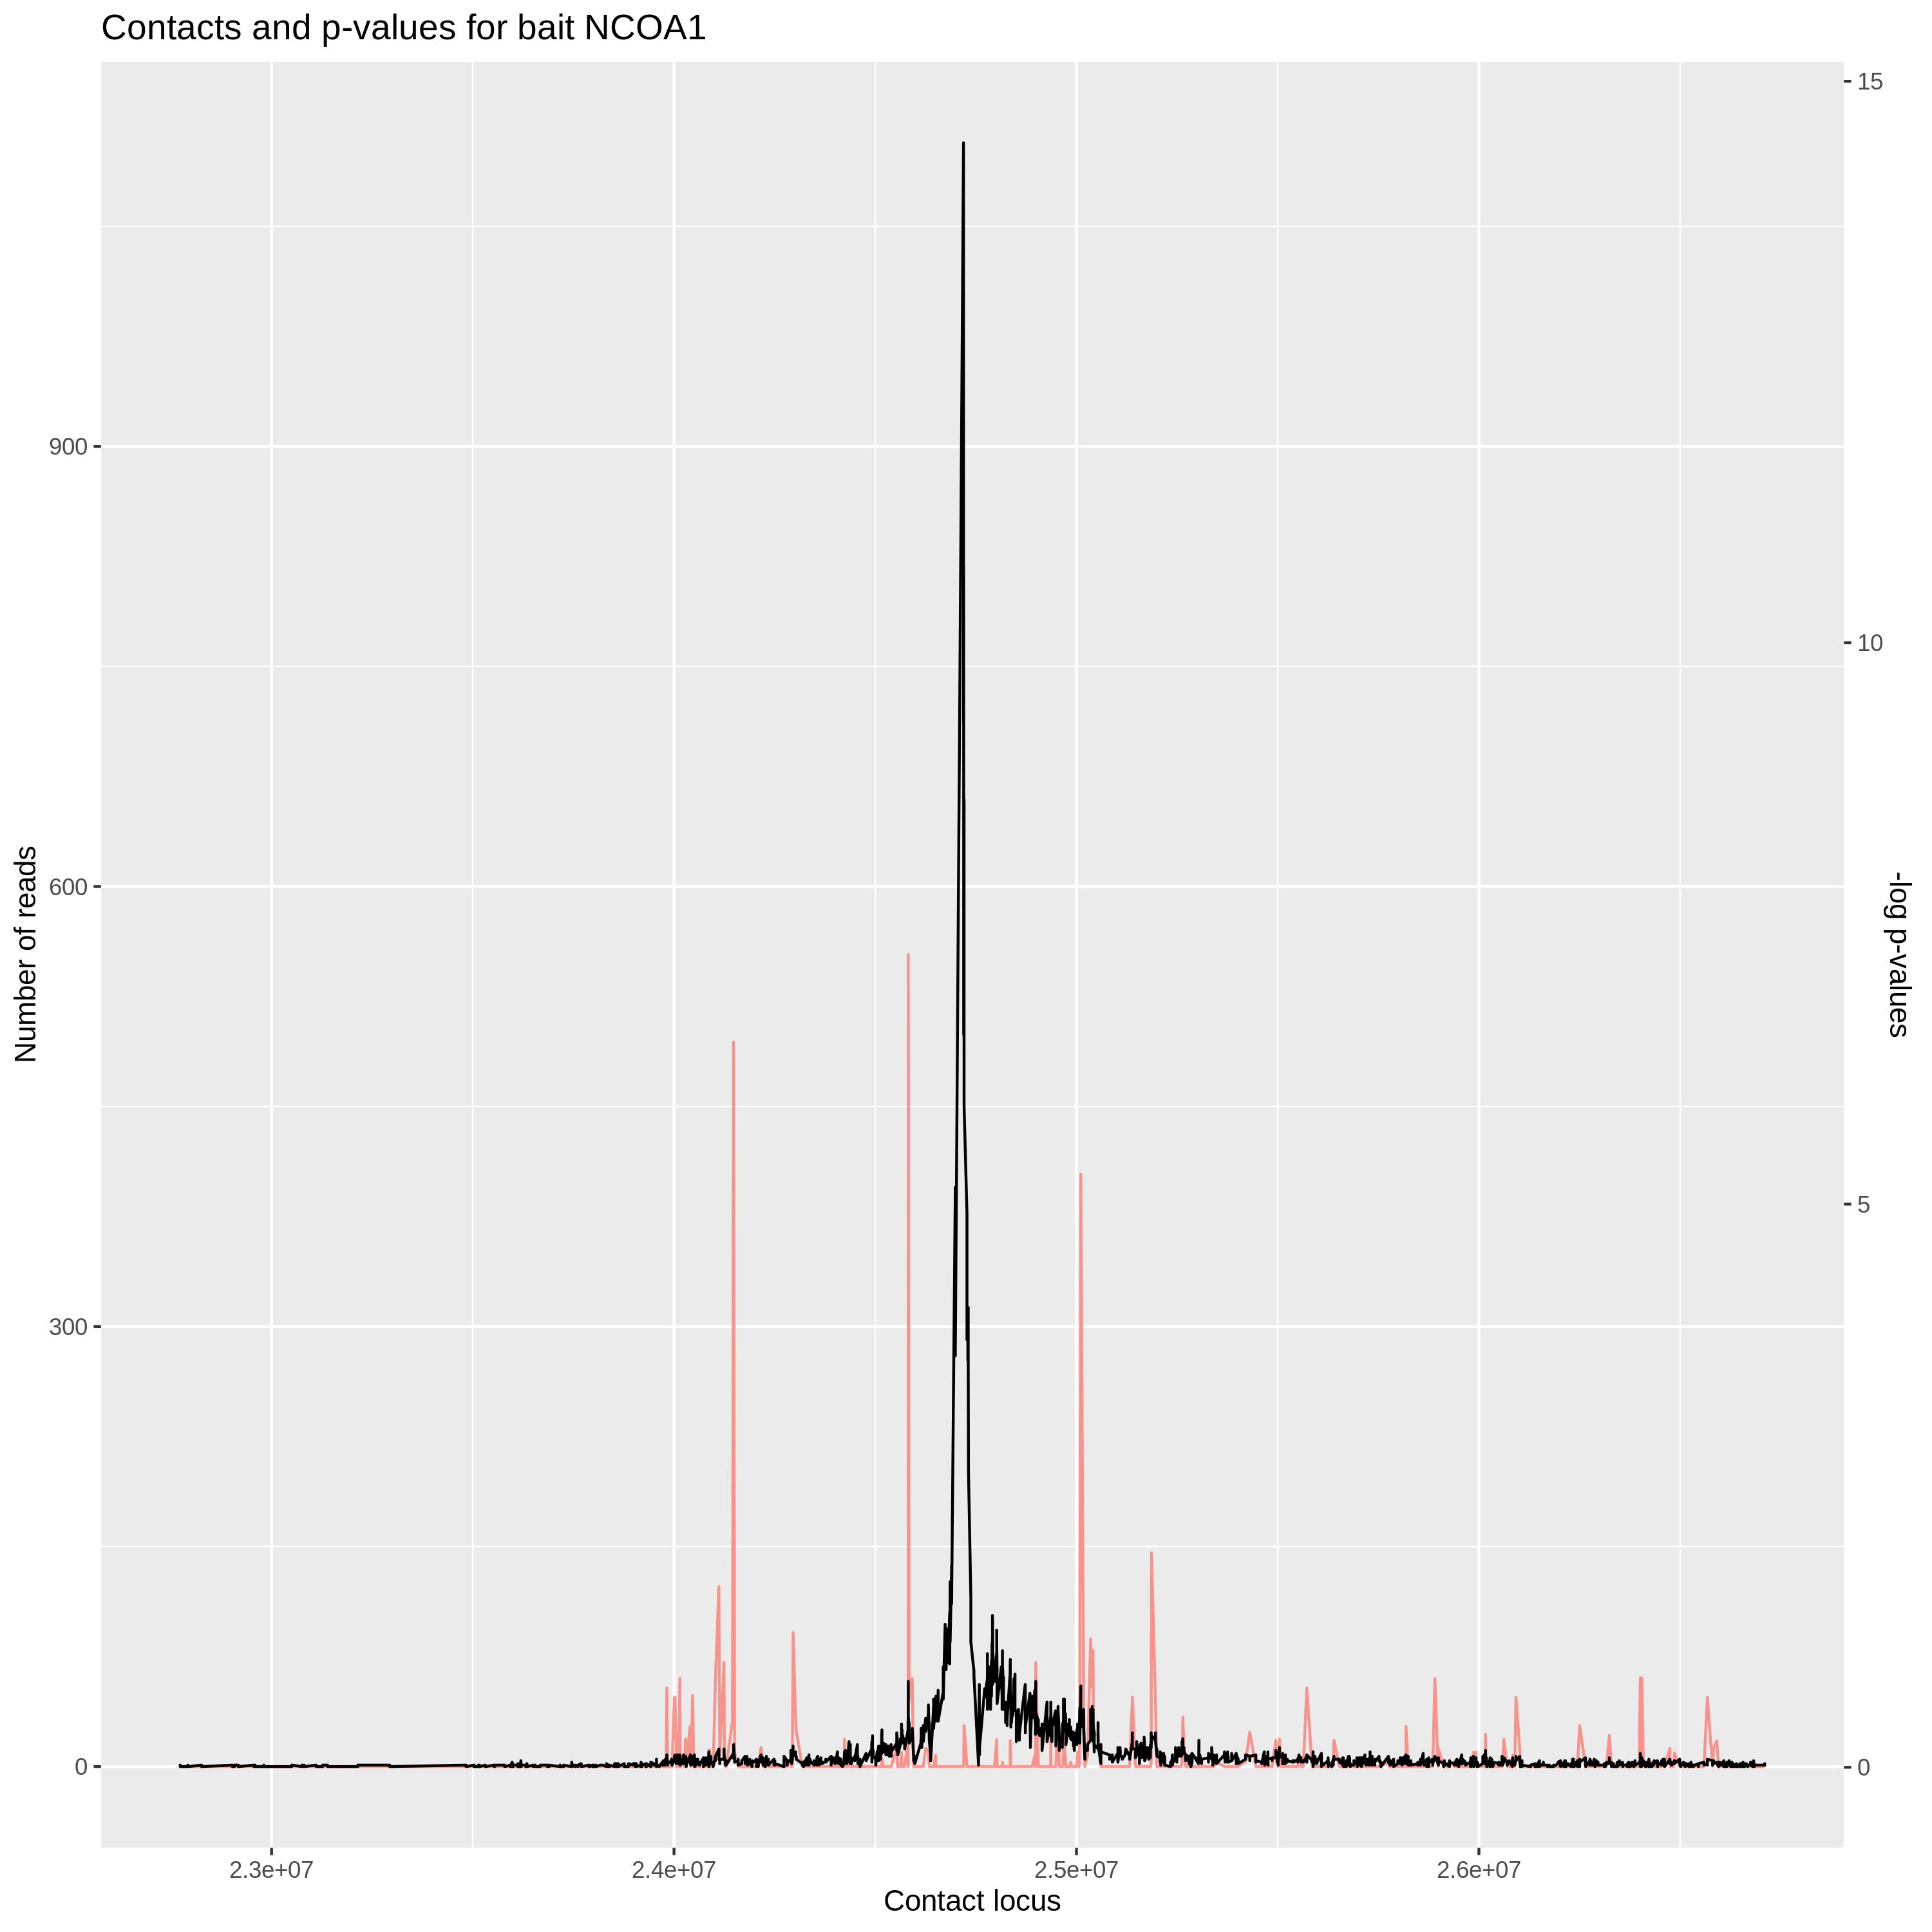 Contacts and p-values for bait NCOA1
15
900
10
600
Number of reads
-log p-values
5
300
0
0
2.3e+07
2.4e+07
2.5e+07
2.6e+07
Contact locus